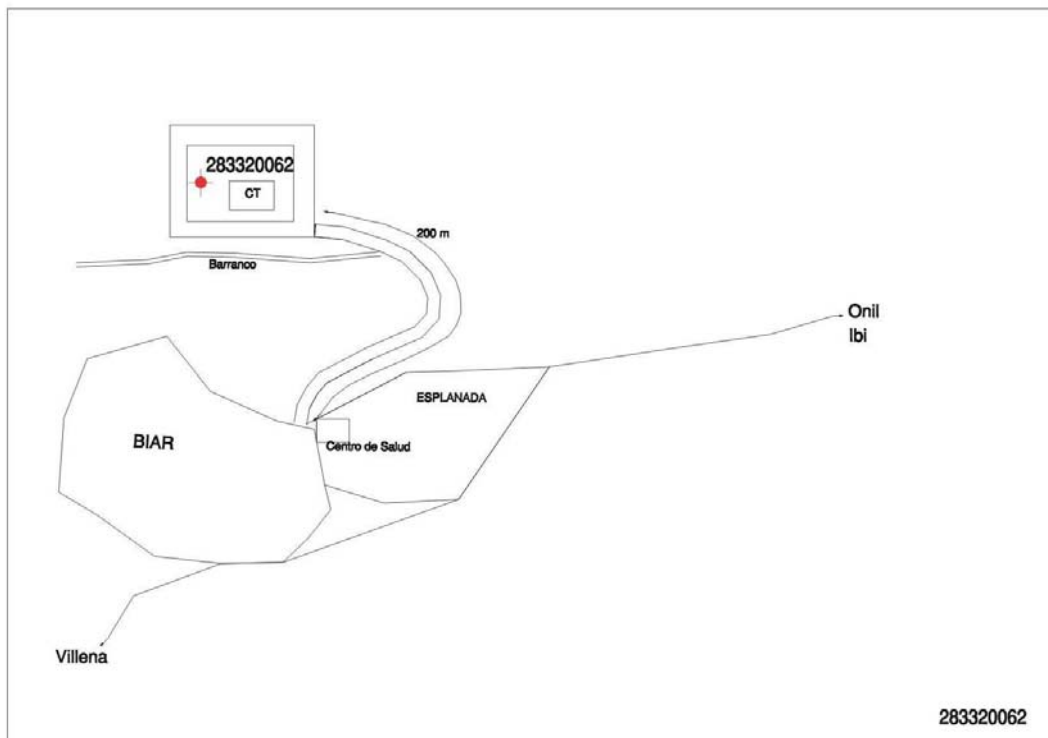 283320062
CT
200 m
Barranco
Onil
Ibi
ESPLANADA
BIAR
Centro de Salud
Villena
283320062